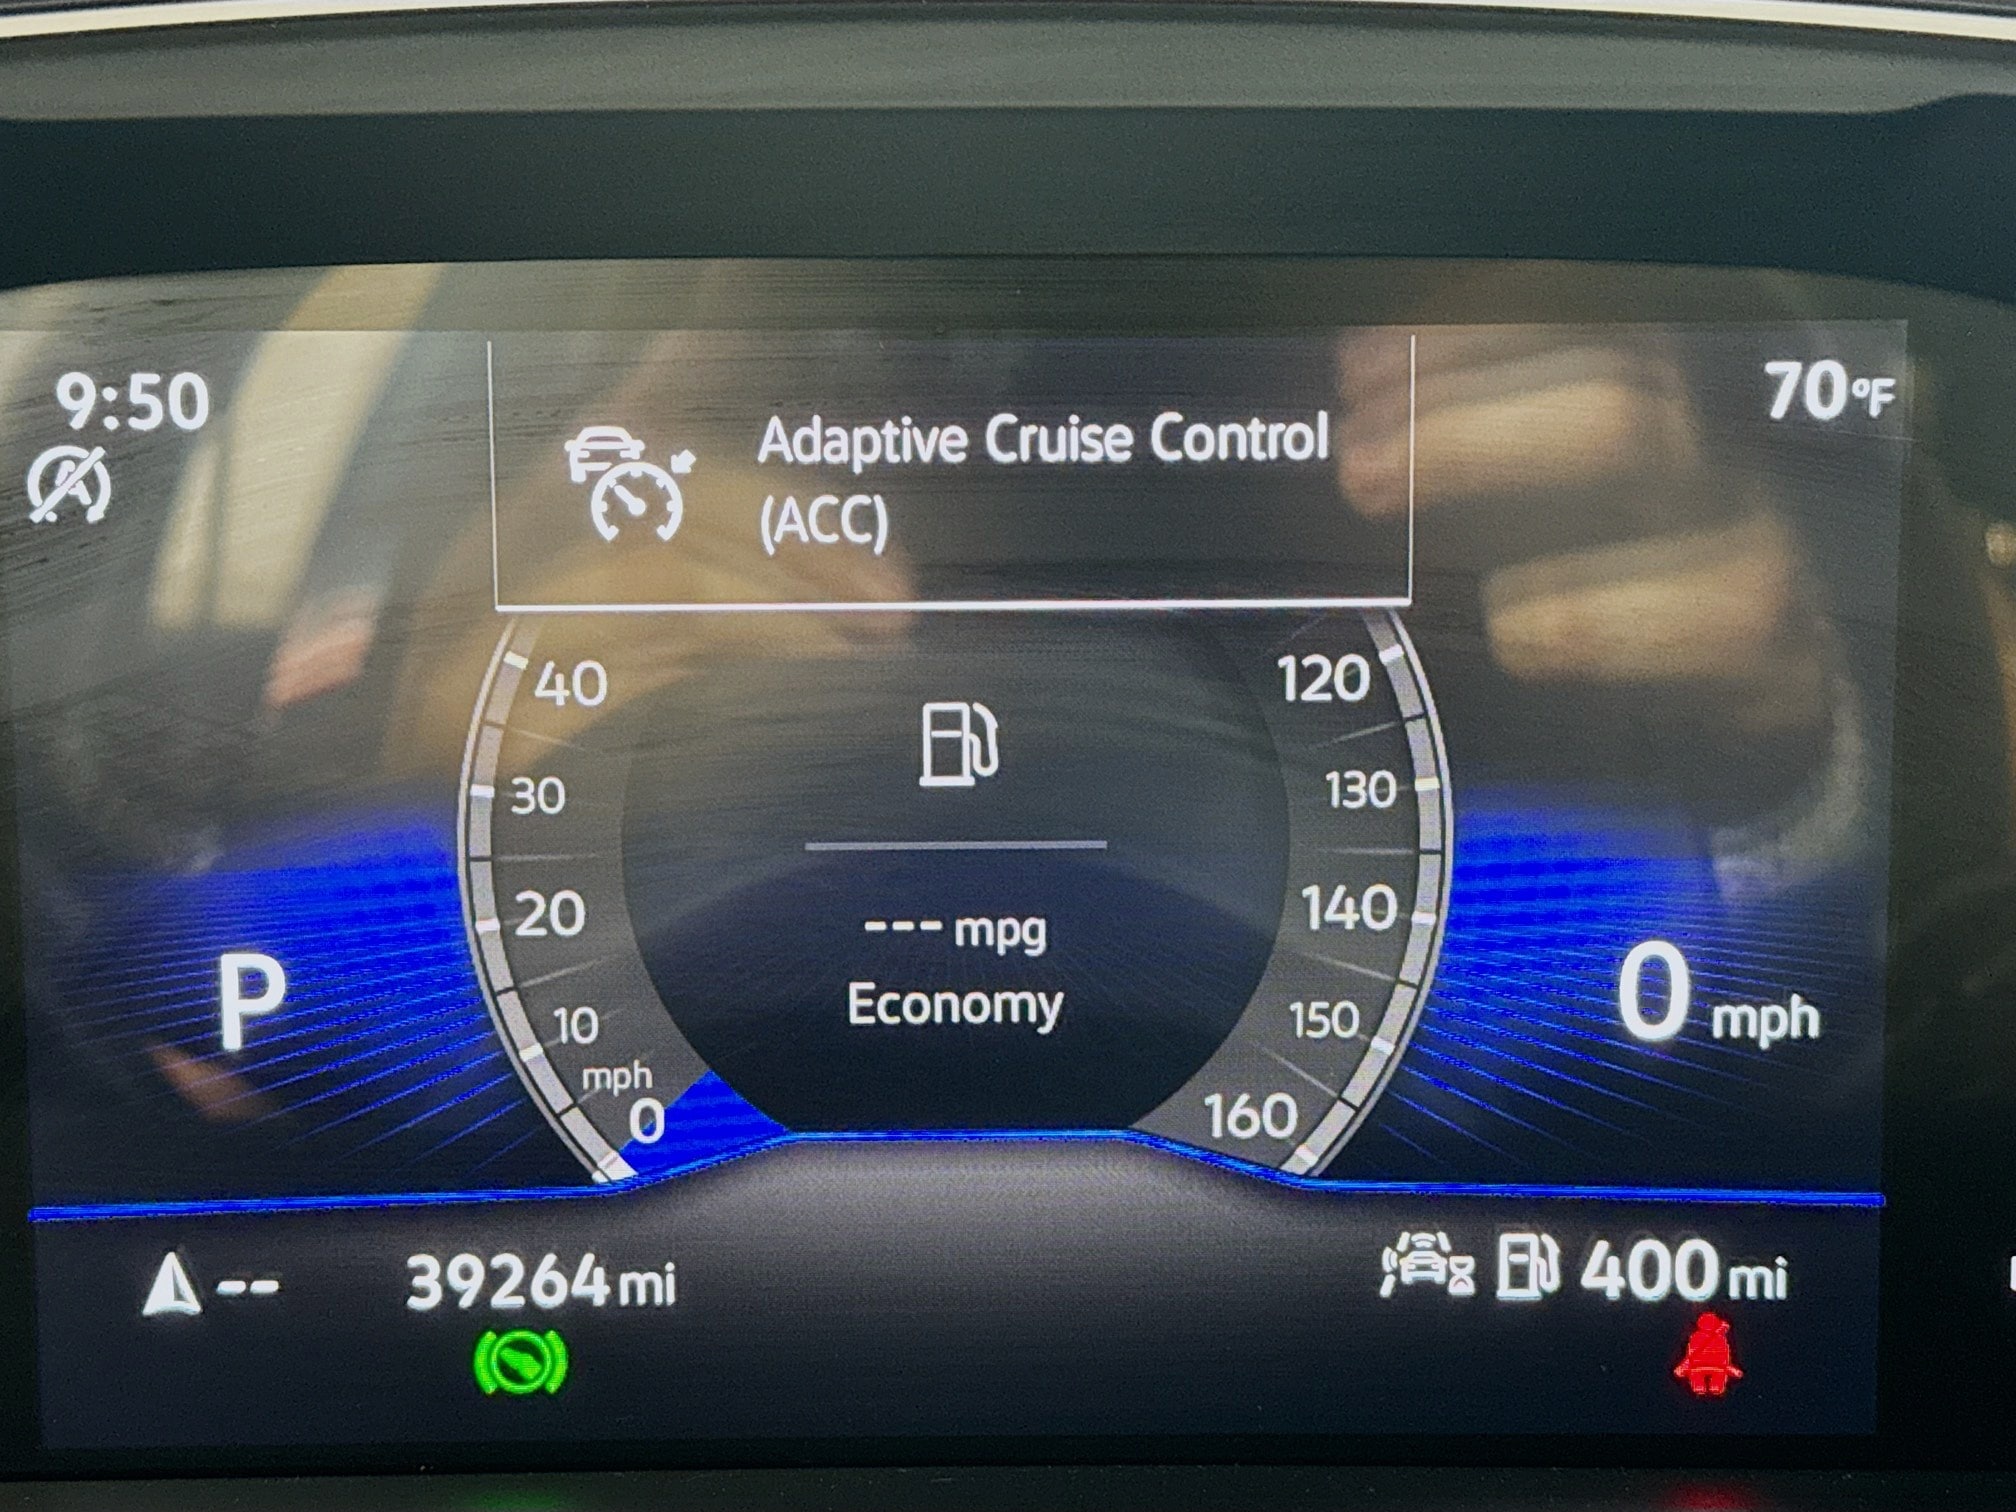 9:50
70°F
Adaptive Cruise Control
(ACC)
40
30
20
10
mph
0
120
130
140
150
160
--- mpg
Economy
P
0 mph
--
39264 mi
400 mi